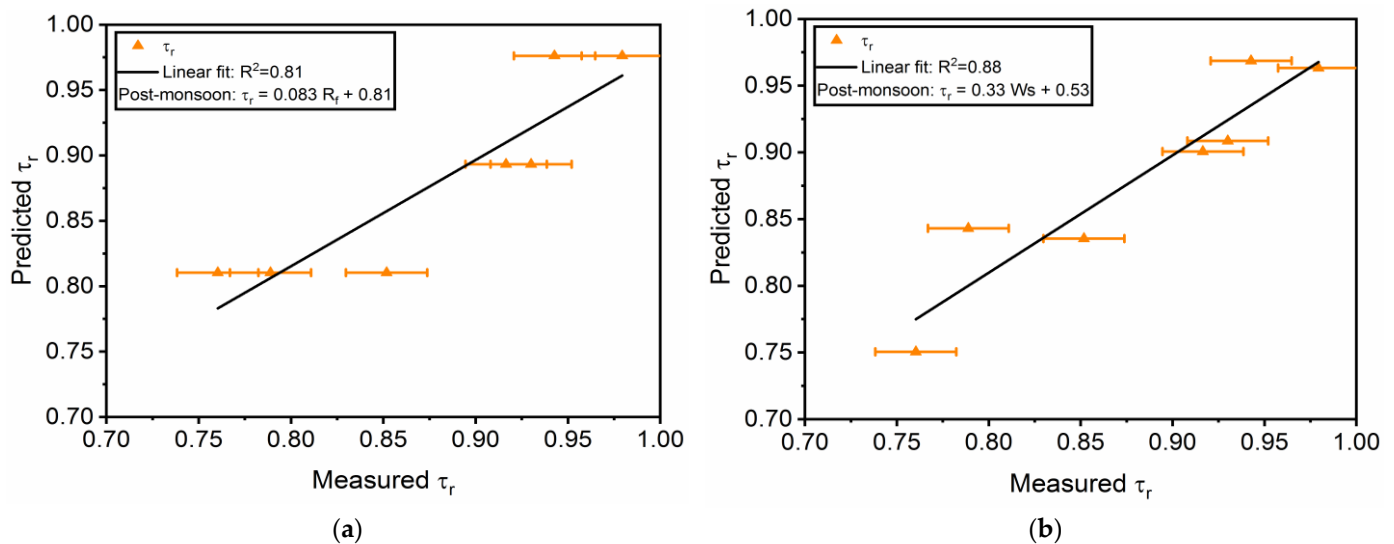 1.00
0.95
0.90
0.85
0.80
0.75
0.70
Predicted τr
τr
Linear fit: R²=0.81
Post-monsoon: τr = 0.083 Rf + 0.81
0.70 0.75 0.80 0.85 0.90 0.95 1.00
Measured τr
(a)
1.00
0.95
0.90
0.85
0.80
0.75
0.70
Predicted τr
τr
Linear fit: R²=0.88
Post-monsoon: τr = 0.33 Ws + 0.53
0.70 0.75 0.80 0.85 0.90 0.95 1.00
Measured τr
(b)